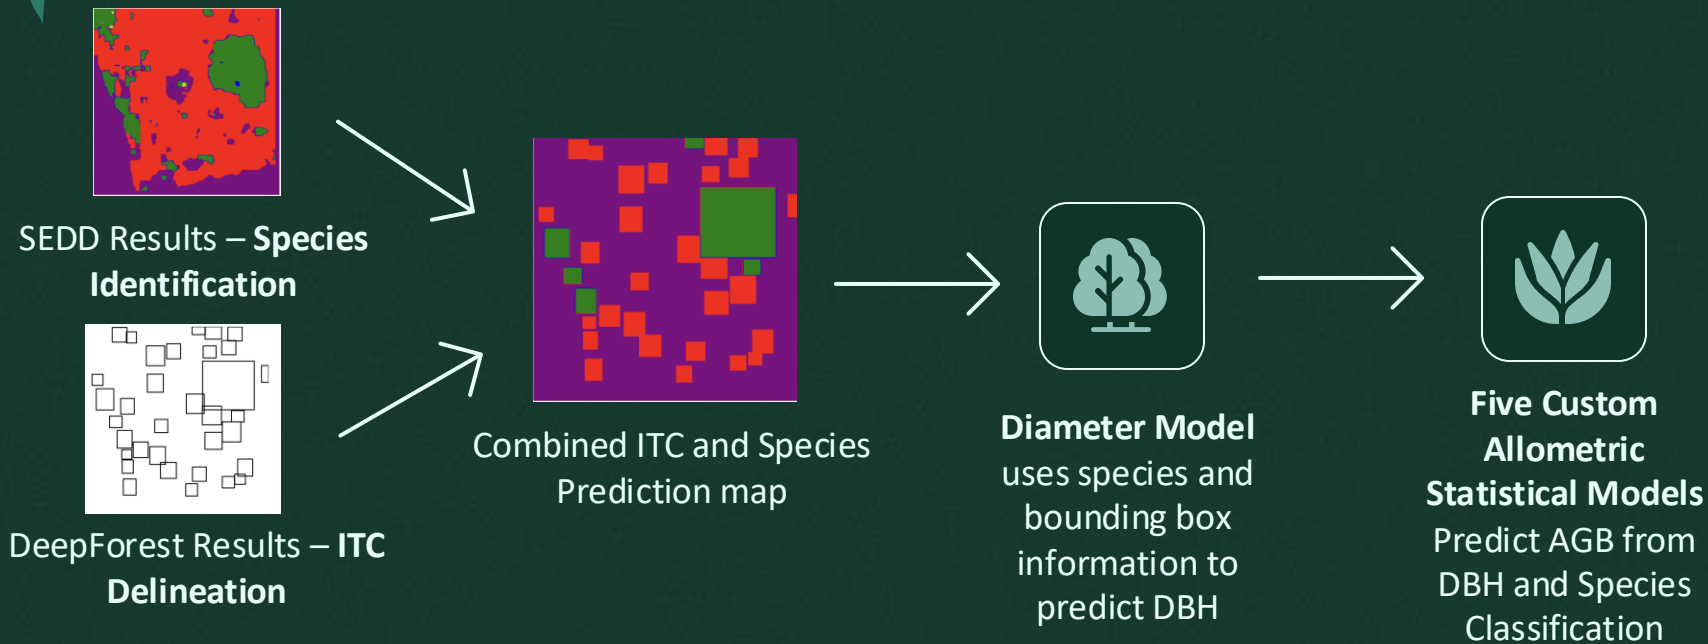 SEDD Results – Species
Identification
DeepForest Results – ITC
Delineation
Combined ITC and Species
Prediction map
Diameter Model
uses species and
bounding box
information to
predict DBH
Five Custom
Allometric
Statistical Models
Predict AGB from
DBH and Species
Classification